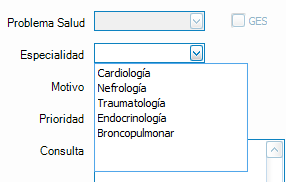 Problema Salud GES
Especialidad
Cardiología
Motivo
Nefrología
Traumatología
Prioridad
Endocrinología
Broncopulmonar
Consulta